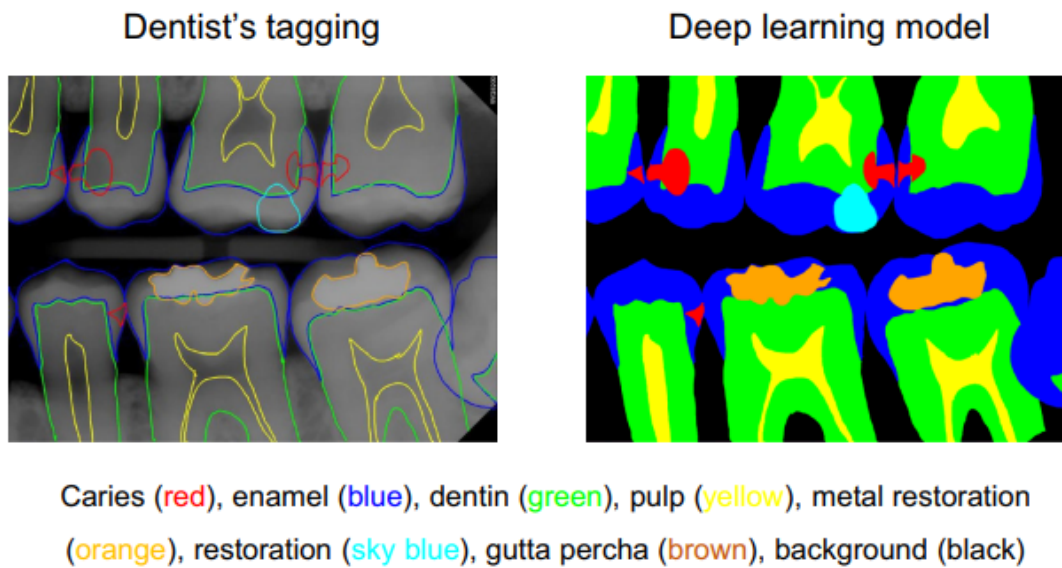 Dentist's tagging
Deep learning model
Caries (red), enamel (blue), dentin (green), pulp (yellow), metal restoration
(orange), restoration (sky blue), gutta percha (brown), background (black)